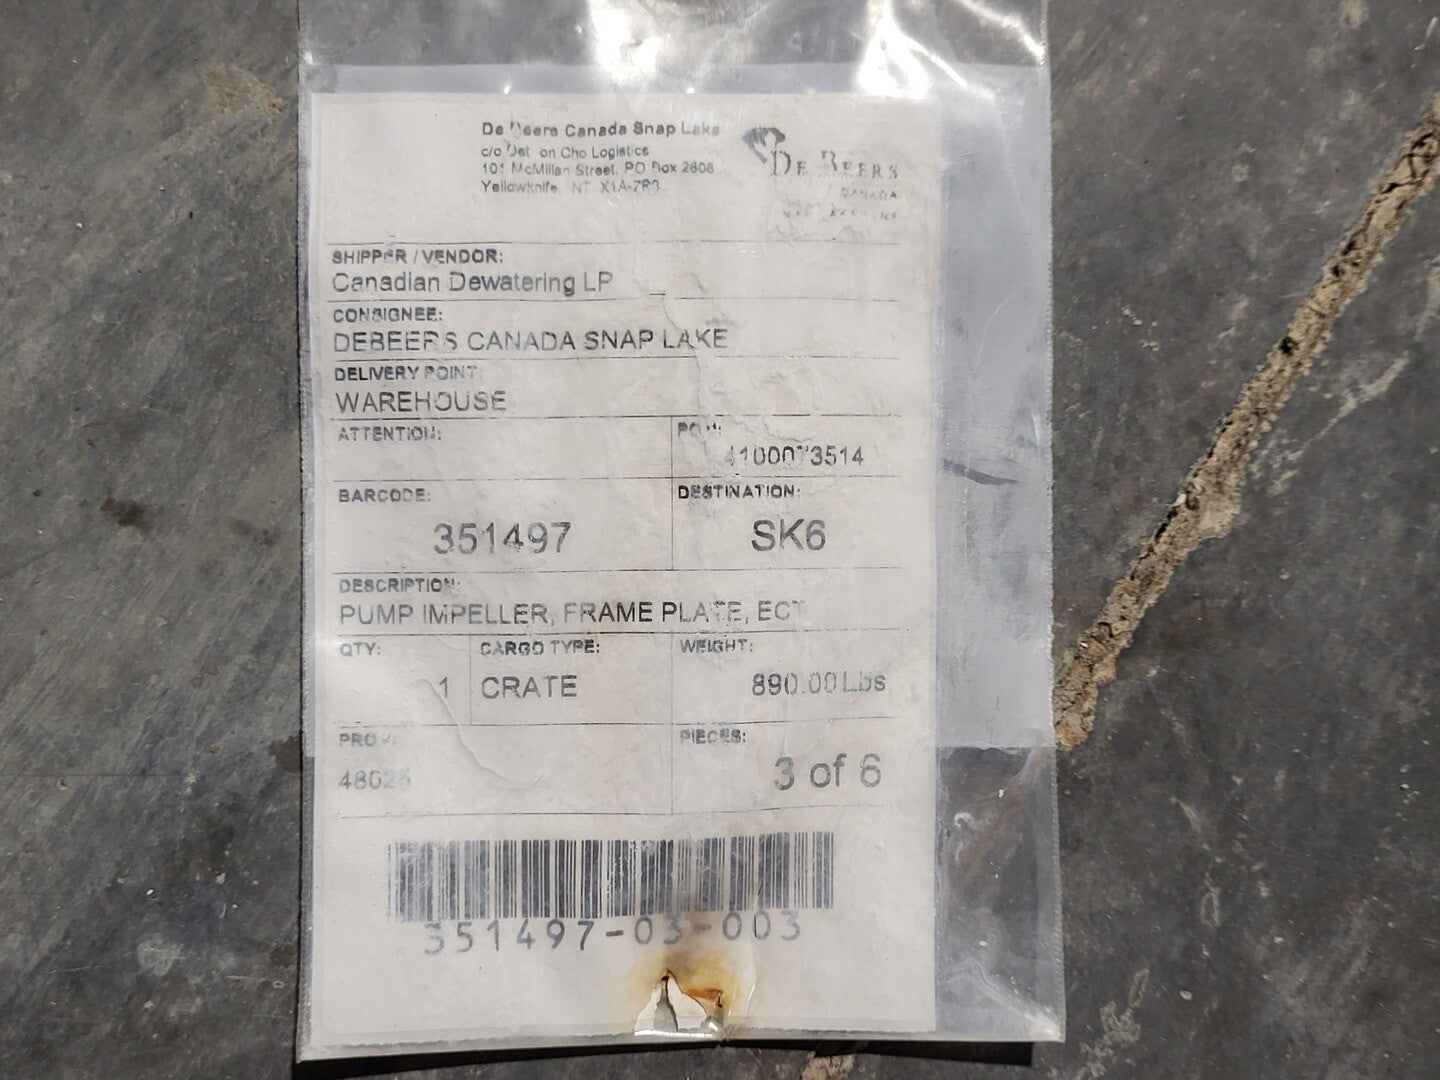 De Beers Canada Snap Lake
c/o Det on Cho Logistics
101 McMillan Street, PO Box 2608
Yellowknife, NT
DE BEERS
CANADA
SHIPPER / VENDOR:
Canadian Dewatering LP
CONSIGNEE:
DEBEERS CANADA SNAP LAKE
DELIVERY POINT:
WAREHOUSE
ATTENTION:
PO #:
4100073514
BARCODE:
DESTINATION:
351497
SK6
DESCRIPTION:
PUMP IMPELLER, FRAME PLATE, ECT
QTY:
CARGO TYPE:
WEIGHT:
1
CRATE
890.00 Lbs
PRO #:
PIECES:
3 of 6
351497-03-003